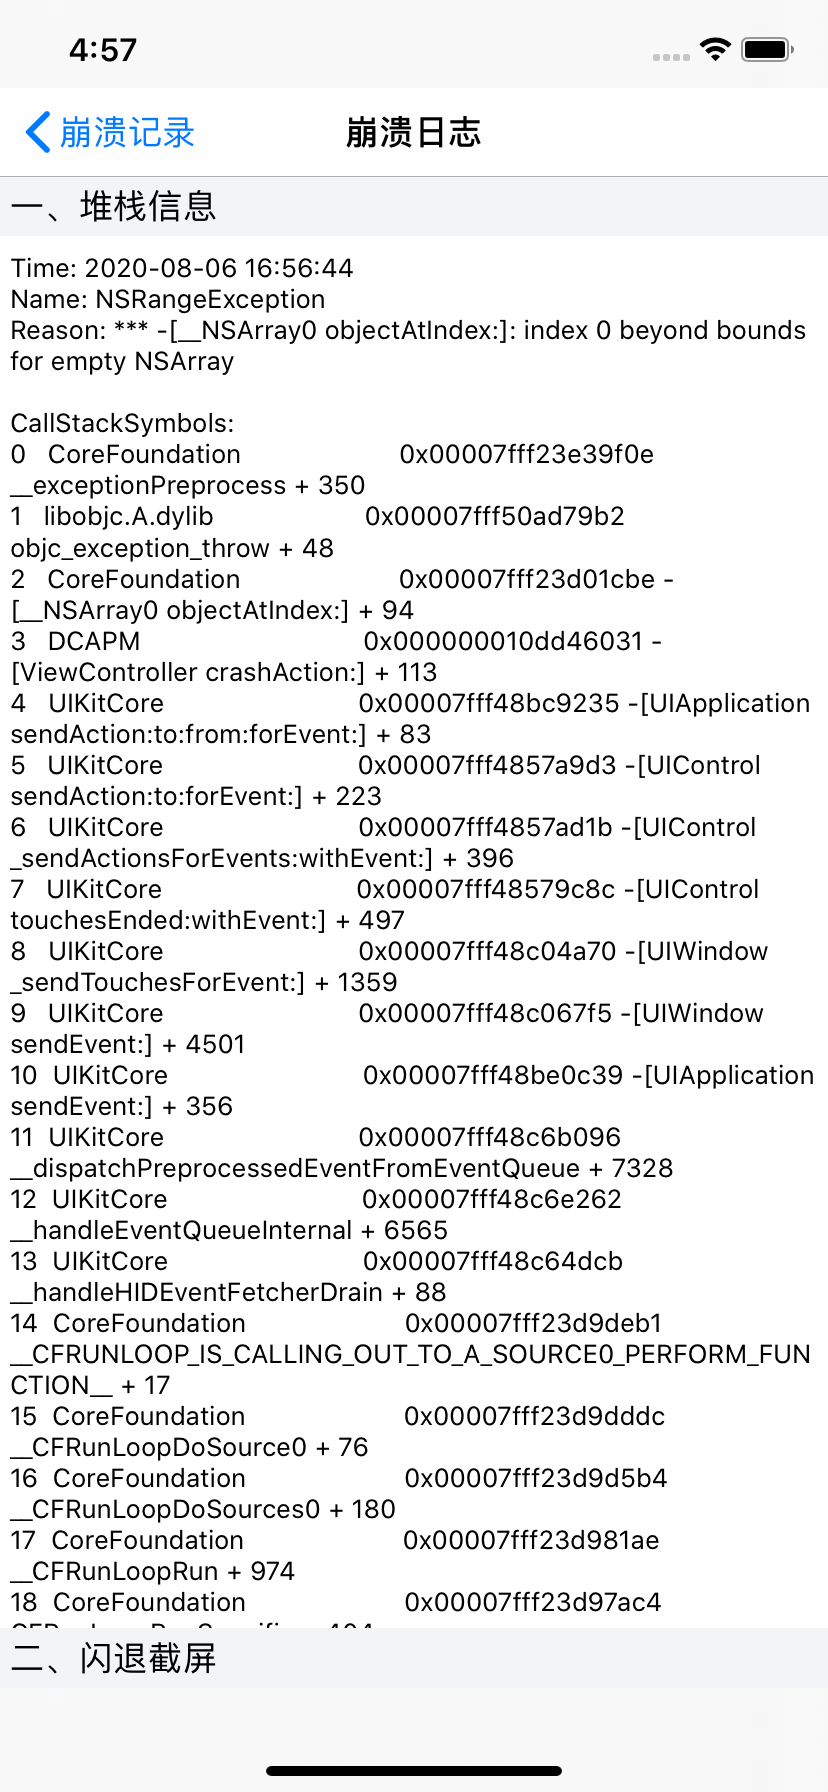 4:57
崩溃记录
崩溃日志
一、堆栈信息
Time: 2020-08-06 16:56:44
Name: NSRangeException
Reason: *** -[__NSArray0 objectAtIndex:]: index 0 beyond bounds
for empty NSArray
CallStackSymbols:
0 CoreFoundation 0x00007fff23e39f0e
__exceptionPreprocess + 350
1 libobjc.A.dylib 0x00007fff50ad79b2
objc_exception_throw + 48
2 CoreFoundation 0x00007fff23d01cbe -
[__NSArray0 objectAtIndex:] + 94
3 DCAPM 0x000000010dd46031 -
[ViewController crashAction:] + 113
4 UIKitCore 0x00007fff48bc9235 -[UIApplication
sendAction:to:from:forEvent:] + 83
5 UIKitCore 0x00007fff4857a9d3 -[UIControl
sendAction:to:forEvent:] + 223
6 UIKitCore 0x00007fff4857ad1b -[UIControl
_sendActionsForEvents:withEvent:] + 396
7 UIKitCore 0x00007fff48579c8c -[UIControl
touchesEnded:withEvent:] + 497
8 UIKitCore 0x00007fff48c04a70 -[UIWindow
_sendTouchesForEvent:] + 1359
9 UIKitCore 0x00007fff48c067f5 -[UIWindow
sendEvent:] + 4501
10 UIKitCore 0x00007fff48be0c39 -[UIApplication
sendEvent:] + 356
11 UIKitCore 0x00007fff48c6b096
__dispatchPreprocessedEventFromEventQueue + 7328
12 UIKitCore 0x00007fff48c6e262
__handleEventQueueInternal + 6565
13 UIKitCore 0x00007fff48c64dcb
__handleHIDEventFetcherDrain + 88
14 CoreFoundation 0x00007fff23d9deb1
__CFRUNLOOP_IS_CALLING_OUT_TO_A_SOURCE0_PERFORM_FUN
CTION__ + 17
15 CoreFoundation 0x00007fff23d9dddc
__CFRunLoopDoSource0 + 76
16 CoreFoundation 0x00007fff23d9d5b4
__CFRunLoopDoSources0 + 180
17 CoreFoundation 0x00007fff23d981ae
__CFRunLoopRun + 974
18 CoreFoundation 0x00007fff23d97ac4
二、闪退截屏